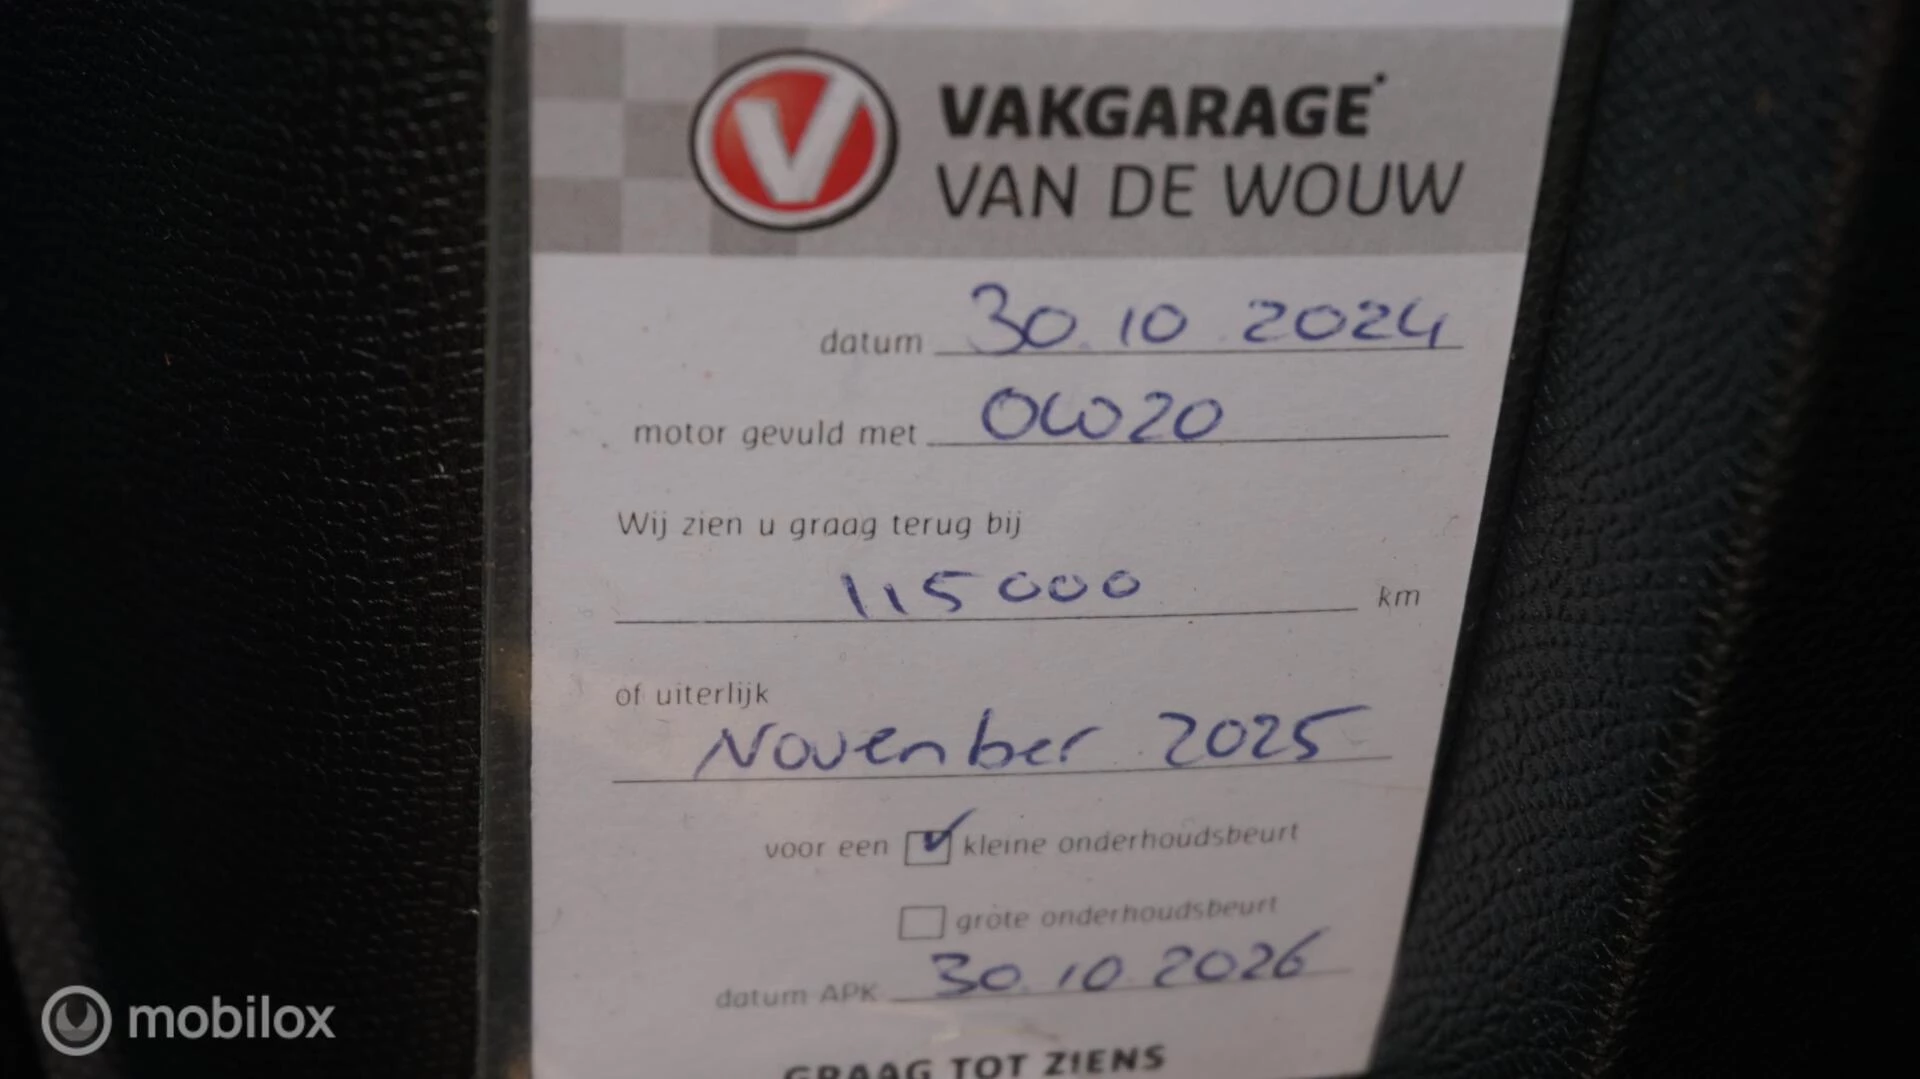 V
VAKGARAGE
VAN DE WOUW
datum 30.10.2024
motor gevuld met 0W20
Wij zien u graag terug bij
115000 km
of uiterlijk
November 2025
voor een kleine onderhoudsbeurt
grote onderhoudsbeurt
datum APK 30.10.2026
GRAAG TOT ZIENS
mobilox